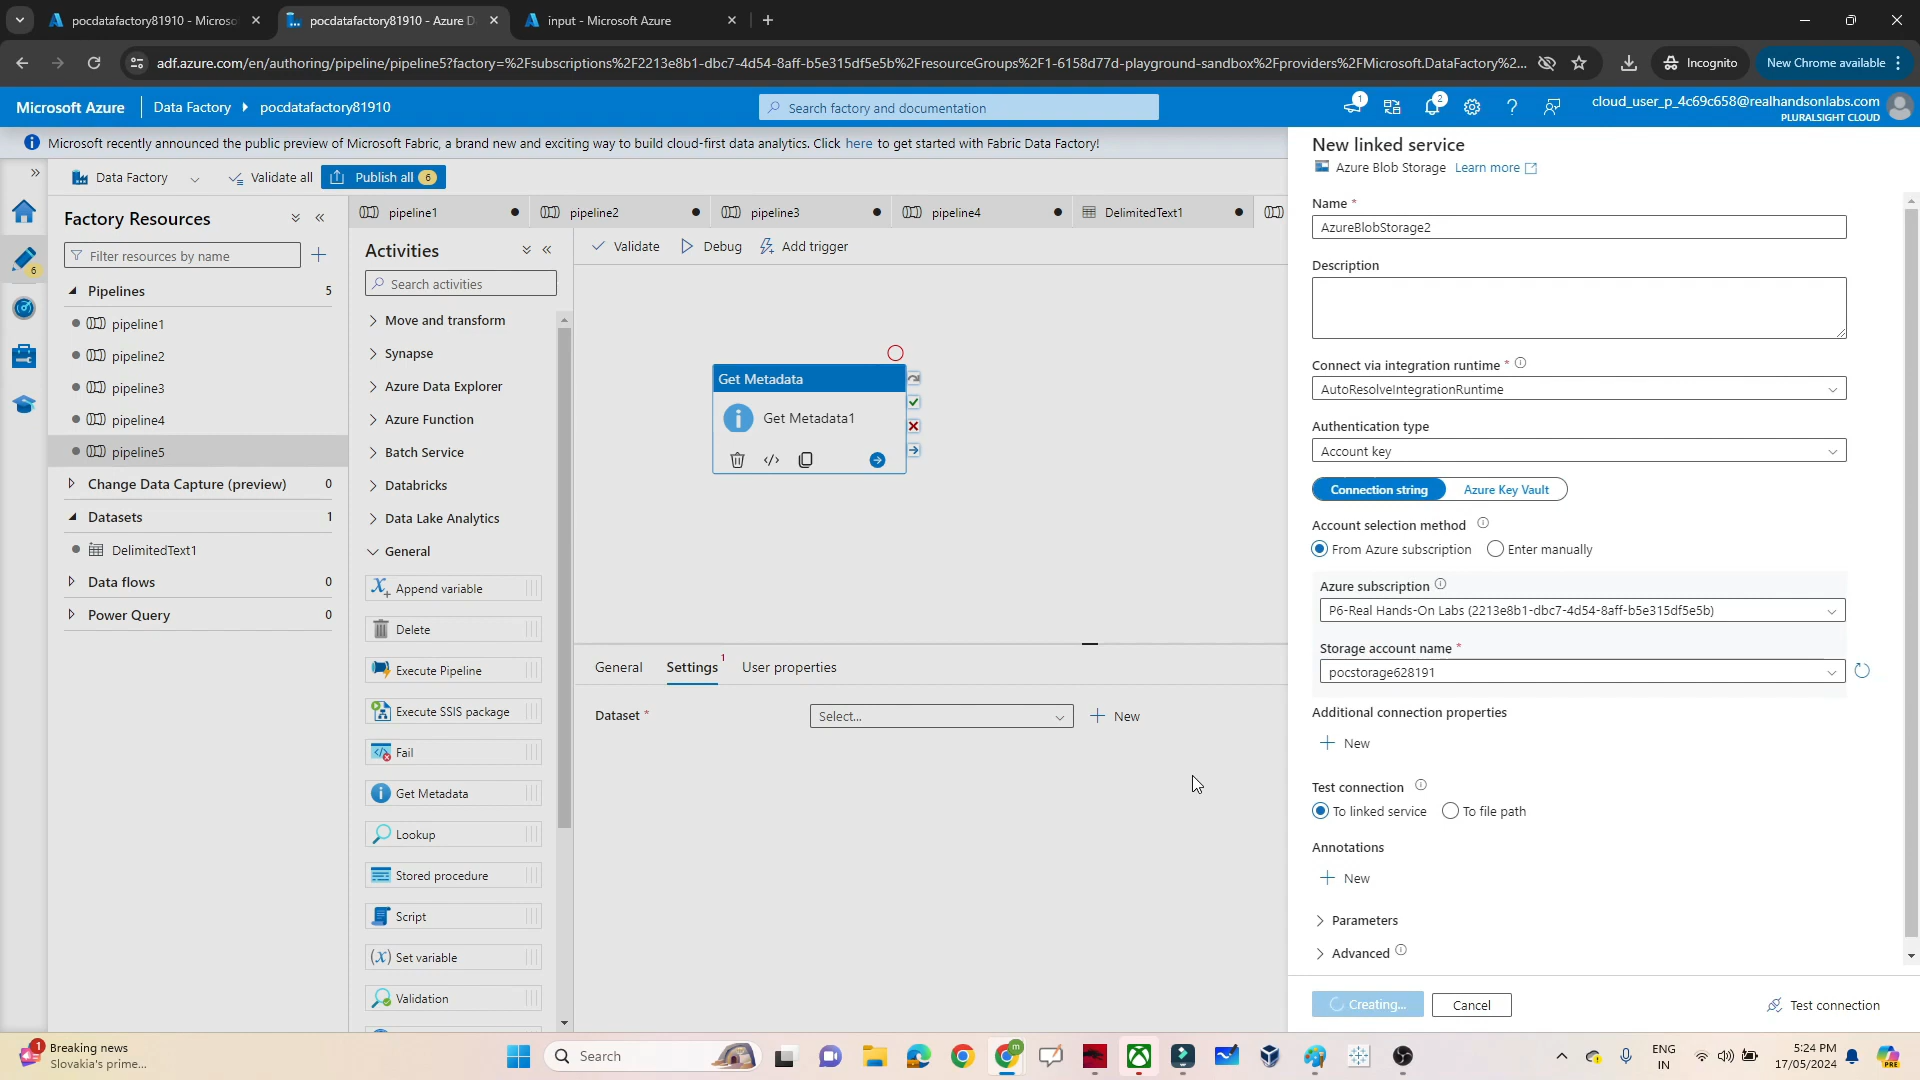 pocdatafactory81910 - Microso
pocdatafactory81910 - Azure D
input - Microsoft Azure
adf.azure.com/en/authoring/pipeline/pipeline5?factory=%2Fsubscriptions%2F2213e8b1-dbc7-4d54-8aff-b5e315df5e5b%2FresourceGroups%2F1-6158d77d-playground-sandbox%2Fproviders%2FMicrosoft.DataFactory%2...
Incognito
New Chrome available
Microsoft Azure
Data Factory
pocdatafactory81910
Search factory and documentation
1
2
cloud_user_p_4c69c658@realhandsonlabs.com
PLURALSIGHT CLOUD
Microsoft recently announced the public preview of Microsoft Fabric, a brand new and exciting way to build cloud-first data analytics. Click here to get started with Fabric Data Factory!
Data Factory
Validate all
Publish all 6
6
Factory Resources
Filter resources by name
Pipelines 5
pipeline1
pipeline2
pipeline3
pipeline4
pipeline5
Change Data Capture (preview) 0
Datasets 1
DelimitedText1
Data flows 0
Power Query 0
pipeline1
pipeline2
pipeline3
pipeline4
DelimitedText1
Activities
Search activities
Move and transform
Synapse
Azure Data Explorer
Azure Function
Batch Service
Databricks
Data Lake Analytics
General
Append variable
Delete
Execute Pipeline
Execute SSIS package
Fail
Get Metadata
Lookup
Stored procedure
Script
Set variable
Validation
Validate
Debug
Add trigger
Get Metadata
Get Metadata1
General
Settings 1
User properties
Dataset *
Select...
New
New linked service
Azure Blob Storage Learn more
Name *
AzureBlobStorage2
Description
Connect via integration runtime *
AutoResolveIntegrationRuntime
Authentication type
Account key
Connection string
Azure Key Vault
Account selection method
From Azure subscription
Enter manually
Azure subscription
P6-Real Hands-On Labs (2213e8b1-dbc7-4d54-8aff-b5e315df5e5b)
Storage account name *
pocstorage628191
Additional connection properties
New
Test connection
To linked service
To file path
Annotations
New
Parameters
Advanced
Creating...
Cancel
Test connection
1
Breaking news
Slovakia's prime...
Search
m
ENG
IN
5:24 PM
17/05/2024
PRE